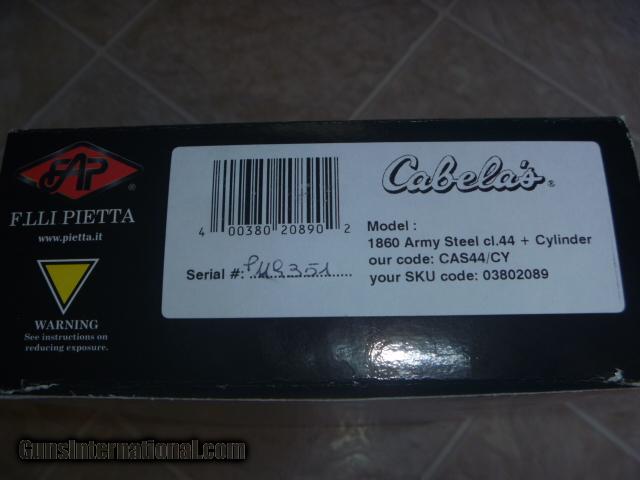 FAP
®
F.LLI PIETTA
www.pietta.it
WARNING
See instructions on
reducing exposure.
4 00380 20890 2
Serial #:
Cabela's®
Model :
1860 Army Steel cl.44 + Cylinder
our code: CAS44/CY
your SKU code: 03802089
GunsInternational.com